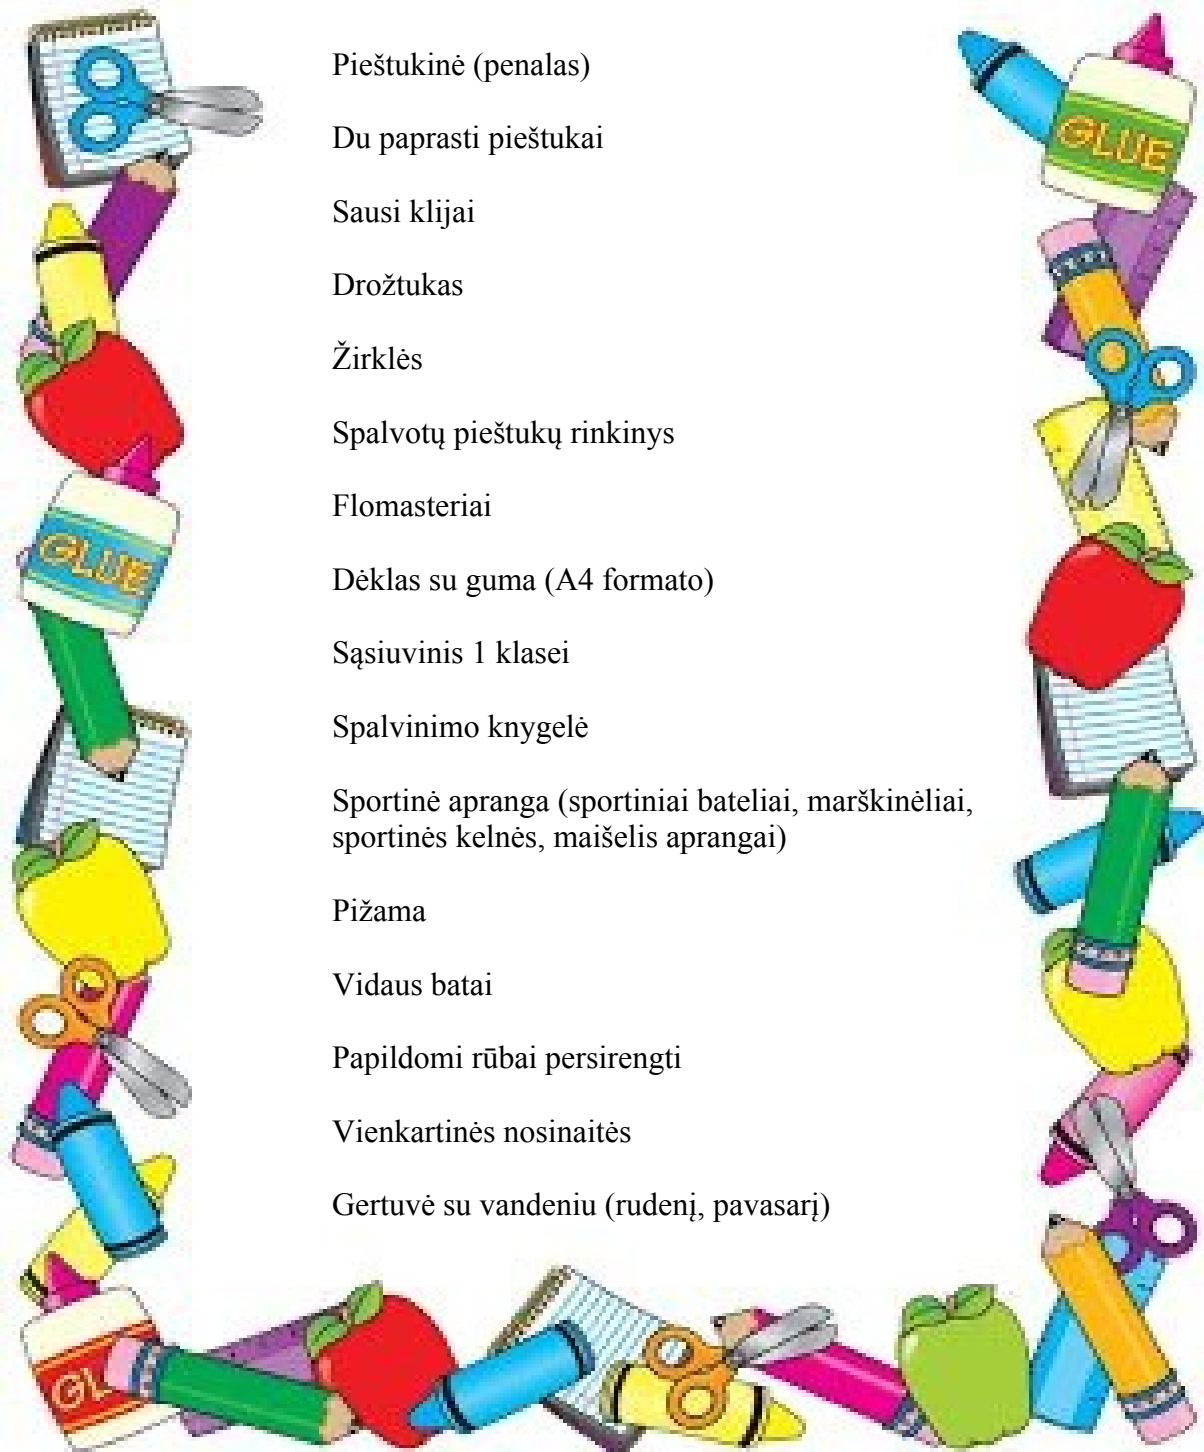 Pieštukinė (penalas)
GLUE
Du paprasti pieštukai
Sausi klijai
Drožtukas
Žirklės
Spalvotų pieštukų rinkinys
Flomasteriai
GLUE
Dėklas su guma (A4 formato)
Sąsiuvinis 1 klasei
Spalvinimo knygelė
Sportinė apranga (sportiniai bateliai, marškinėliai,
sportinės kelnės, maišelis aprangai)
Pižama
Vidaus batai
Papildomi rūbai persirengti
Vienkartinės nosinaitės
Gertuvė su vandeniu (rudenį, pavasarį)
GL